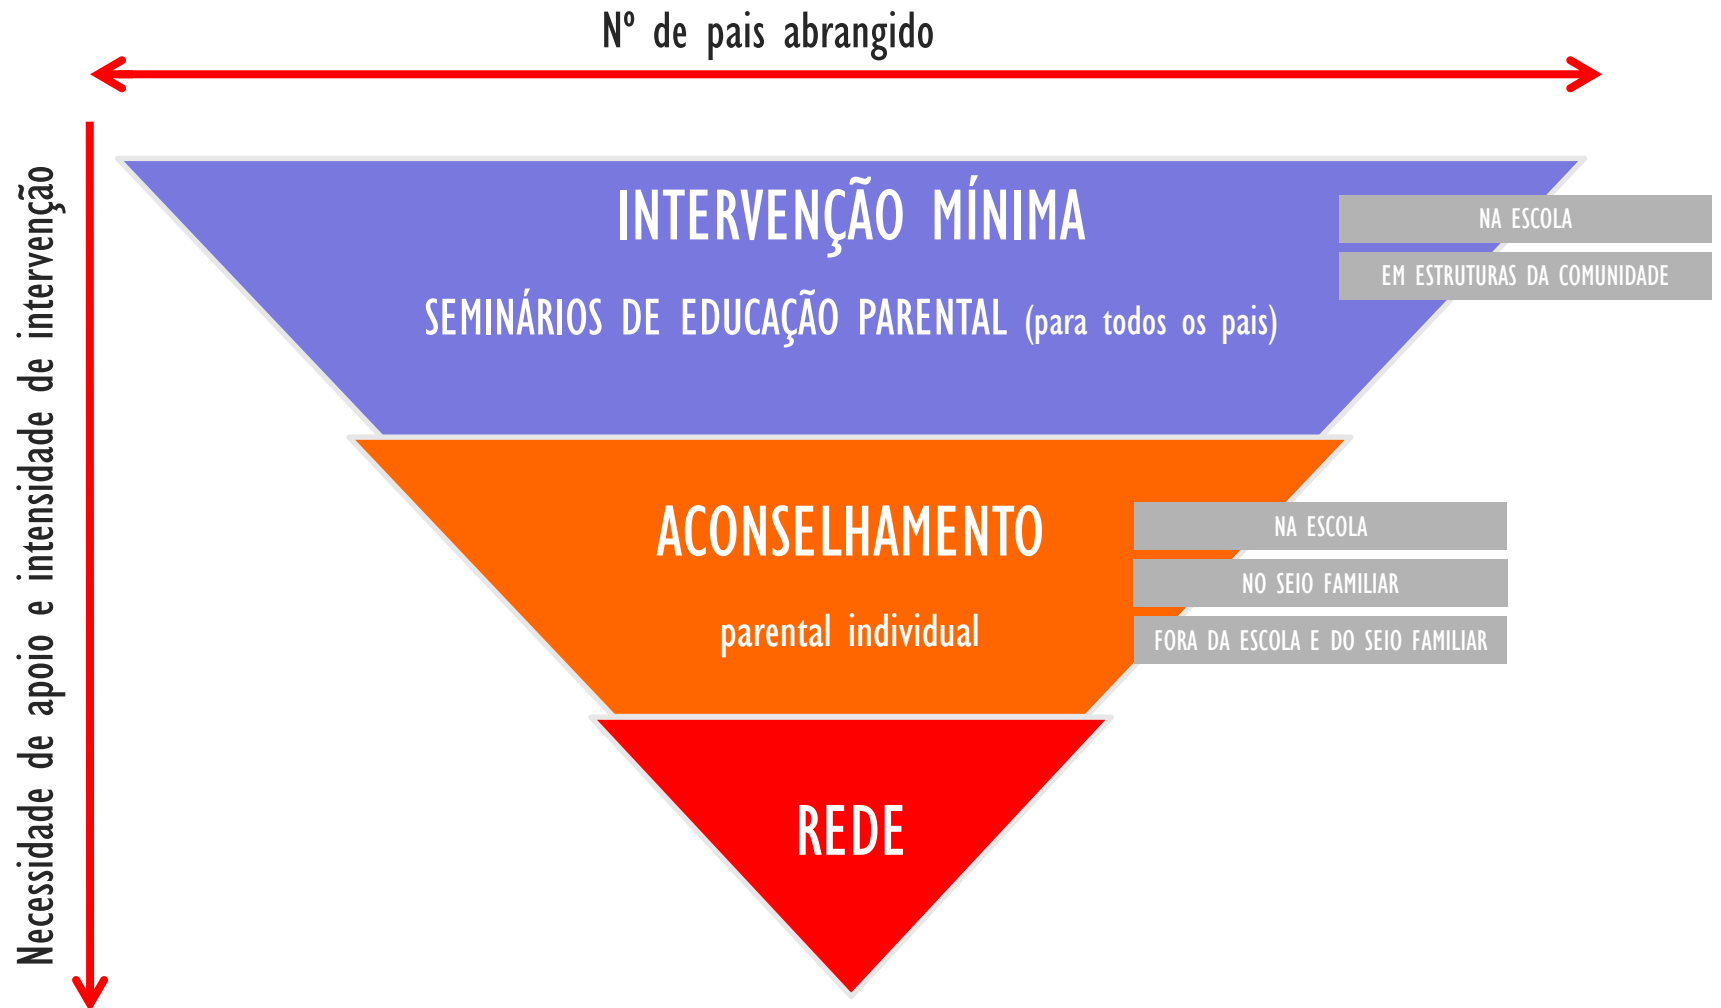 Nº de pais abrangido
Necessidade de apoio e intensidade de intervenção
INTERVENÇÃO MÍNIMA
SEMINÁRIOS DE EDUCAÇÃO PARENTAL (para todos os pais)
NA ESCOLA
EM ESTRUTURAS DA COMUNIDADE
ACONSELHAMENTO
parental individual
NA ESCOLA
NO SEIO FAMILIAR
FORA DA ESCOLA E DO SEIO FAMILIAR
REDE